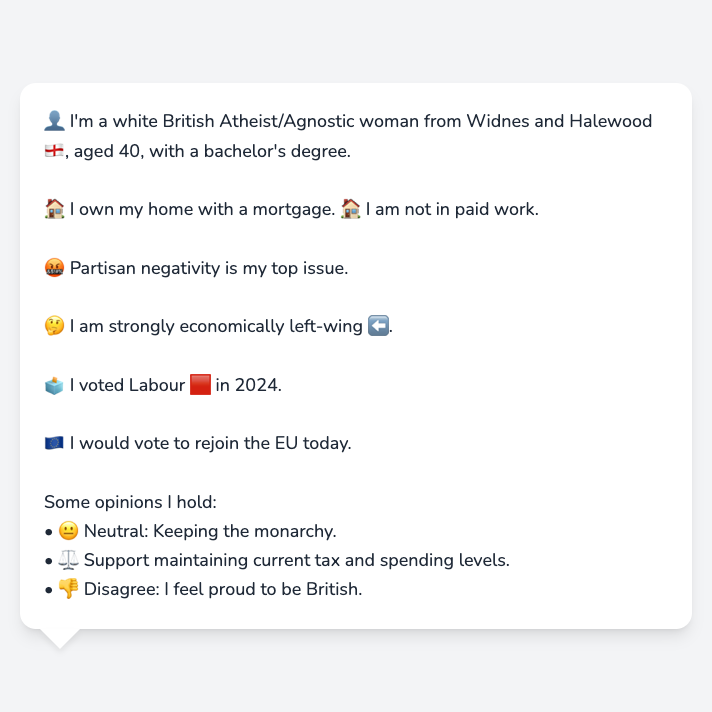 👤 I'm a white British Atheist/Agnostic woman from Widnes and Halewood
🏴󠁧󠁢󠁥󠁮󠁧󠁿, aged 40, with a bachelor's degree.
🏠 I own my home with a mortgage. 🏠 I am not in paid work.
🤬 Partisan negativity is my top issue.
🤔 I am strongly economically left-wing ⬅️.
🗳️ I voted Labour 🟥 in 2024.
🇪🇺 I would vote to rejoin the EU today.
Some opinions I hold:
• 😐 Neutral: Keeping the monarchy.
• ⚖️ Support maintaining current tax and spending levels.
• 👎 Disagree: I feel proud to be British.